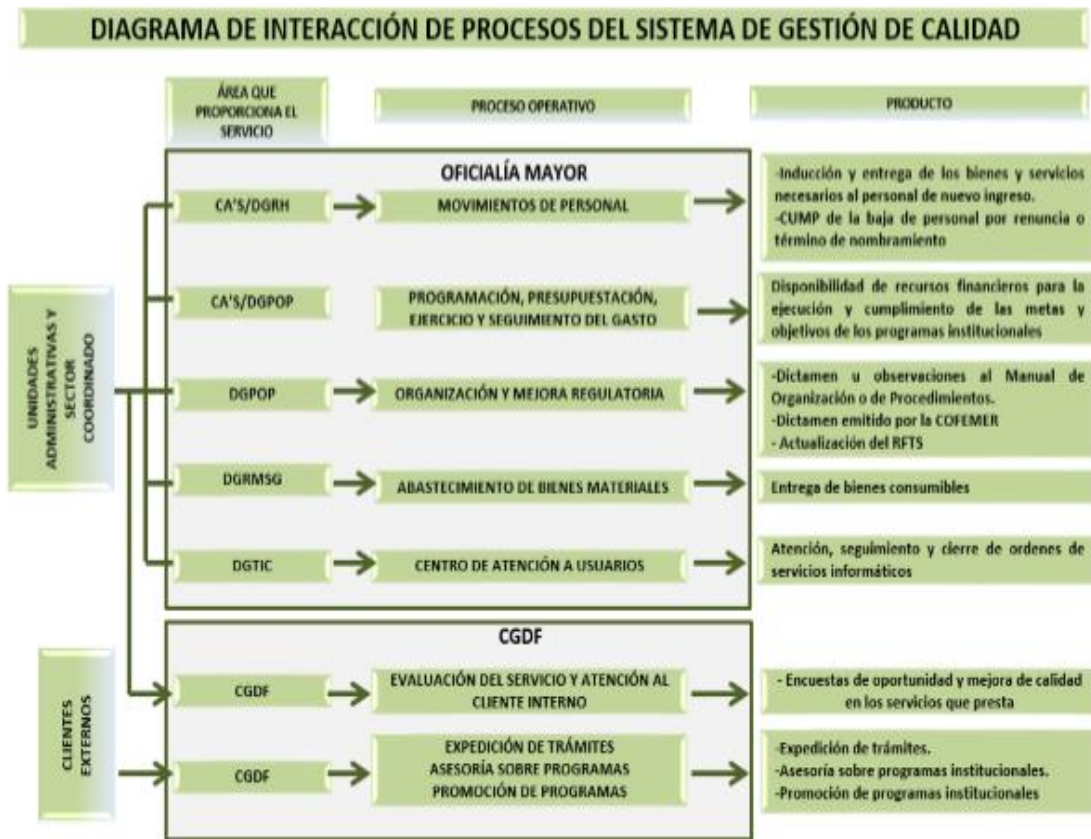 DIAGRAMA DE INTERACCIÓN DE PROCESOS DEL SISTEMA DE GESTIÓN DE CALIDAD
ÁREA QUE
PROPORCIONA EL
SERVICIO
PROCESO OPERATIVO
PRODUCTO
UNIDADES
ADMINISTRATIVAS Y
SECTOR
COORDINADO
OFICIALÍA MAYOR
CA'S/DGRH
MOVIMIENTOS DE PERSONAL
-Inducción y entrega de los bienes y servicios
necesarios al personal de nuevo ingreso.
-CUMP de la baja de personal por renuncia o
término de nombramiento
CA'S/DGPOP
PROGRAMACIÓN, PRESUPUESTACIÓN,
EJERCICIO Y SEGUIMIENTO DEL GASTO
Disponibilidad de recursos financieros para la
ejecución y cumplimiento de las metas y
objetivos de los programas institucionales
DGPOP
ORGANIZACIÓN Y MEJORA REGULATORIA
-Dictamen u observaciones al Manual de
Organización o de Procedimientos.
-Dictamen emitido por la COFEMER
- Actualización del RFTS
DGRMSG
ABASTECIMIENTO DE BIENES MATERIALES
Entrega de bienes consumibles
DGTIC
CENTRO DE ATENCIÓN A USUARIOS
Atención, seguimiento y cierre de ordenes de
servicios informáticos
CLIENTES
EXTERNOS
CGDF
CGDF
EVALUACIÓN DEL SERVICIO Y ATENCIÓN AL
CLIENTE INTERNO
- Encuestas de oportunidad y mejora de calidad
en los servicios que presta
CGDF
EXPEDICIÓN DE TRÁMITES
ASESORÍA SOBRE PROGRAMAS
PROMOCIÓN DE PROGRAMAS
-Expedición de trámites.
-Asesoría sobre programas institucionales.
-Promoción de programas institucionales